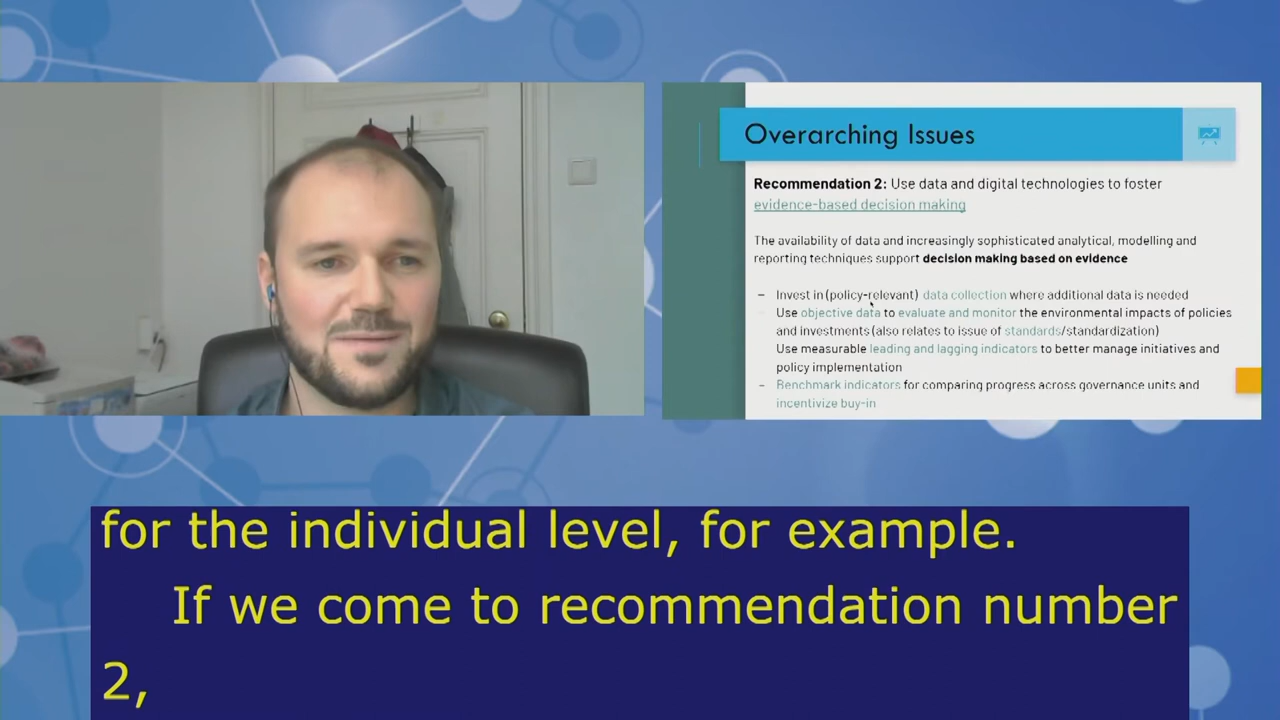 Overarching Issues
Recommendation 2: Use data and digital technologies to foster
evidence-based decision making
The availability of data and increasingly sophisticated analytical, modelling and
reporting techniques support decision making based on evidence
– Invest in (policy-relevant) data collection where additional data is needed
Use objective data to evaluate and monitor the environmental impacts of policies
and investments (also relates to issue of standards/standardization)
Use measurable leading and lagging indicators to better manage initiatives and
policy implementation
– Benchmark indicators for comparing progress across governance units and
incentivize buy-in
for the individual level, for example.
If we come to recommendation number
2,